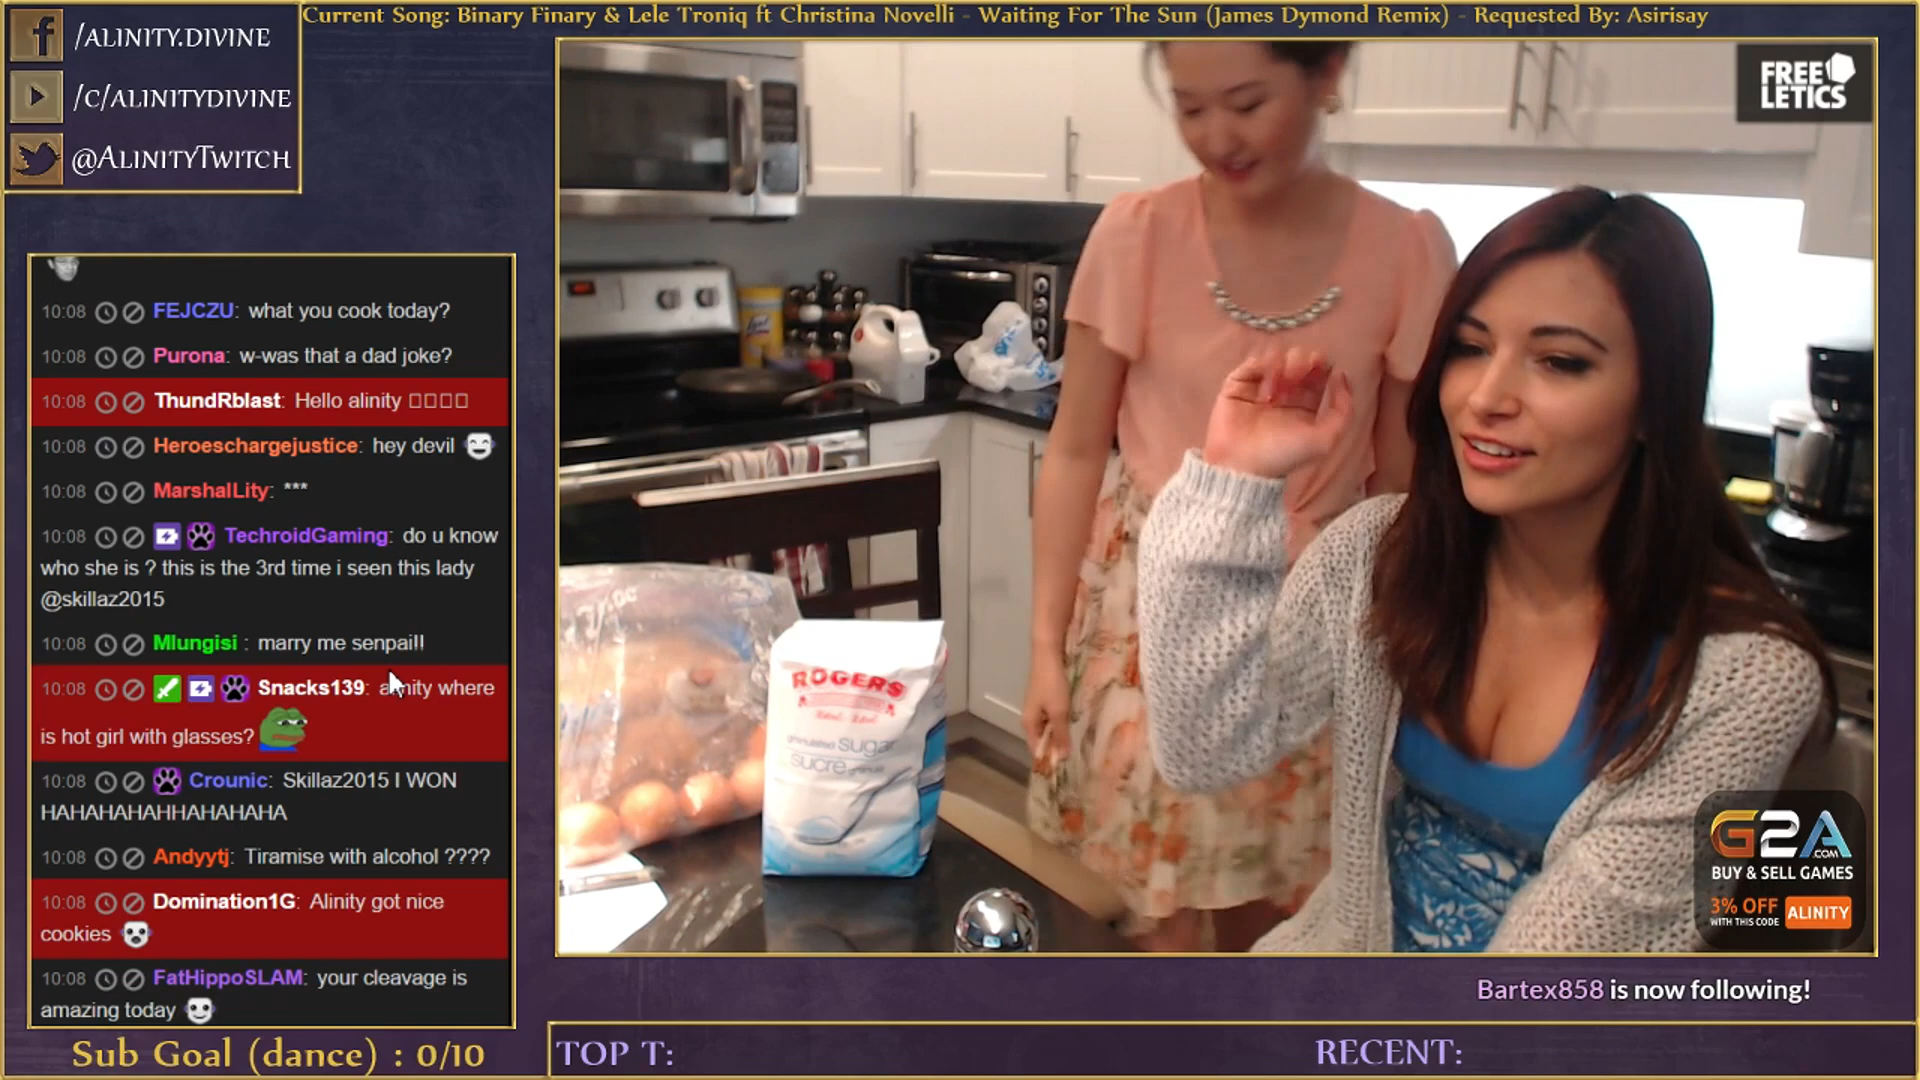 Current Song: Binary Finary & Lele Troniq ft Christina Novelli - Waiting For The Sun (James Dymond Remix) - Requested By: Asirisay
/ALINITY.DIVINE
/C/ALINITYDIVINE
@ALINITYTWITCH
FREE
LETICS
10:08 FEJCZU: what you cook today?
10:08 Purona: w-was that a dad joke?
10:08 ThundRblast: Hello alinity □□□□
10:08 Heroeschargejustice: hey devil
10:08 MarshalLity: ***
10:08 TechroidGaming: do u know
who she is ? this is the 3rd time i seen this lady
@skillaz2015
10:08 Mlungisi : marry me senpai!!
10:08 Snacks139: where
is hot girl with glasses?
10:08 Crounic: Skillaz2015 I WON
HAHAHAHAHHAHAHAHA
10:08 Andyytj: Tiramise with alcohol ????
10:08 Domination1G: Alinity got nice
cookies
10:08 FatHippoSLAM: your cleavage is
amazing today
Sub Goal (dance) : 0/10
ROGERS
granulated sugar
sucre
G2A
.COM
BUY & SELL GAMES
3% OFF
WITH THIS CODE
ALINITY
Bartex858 is now following!
TOP T:
RECENT: